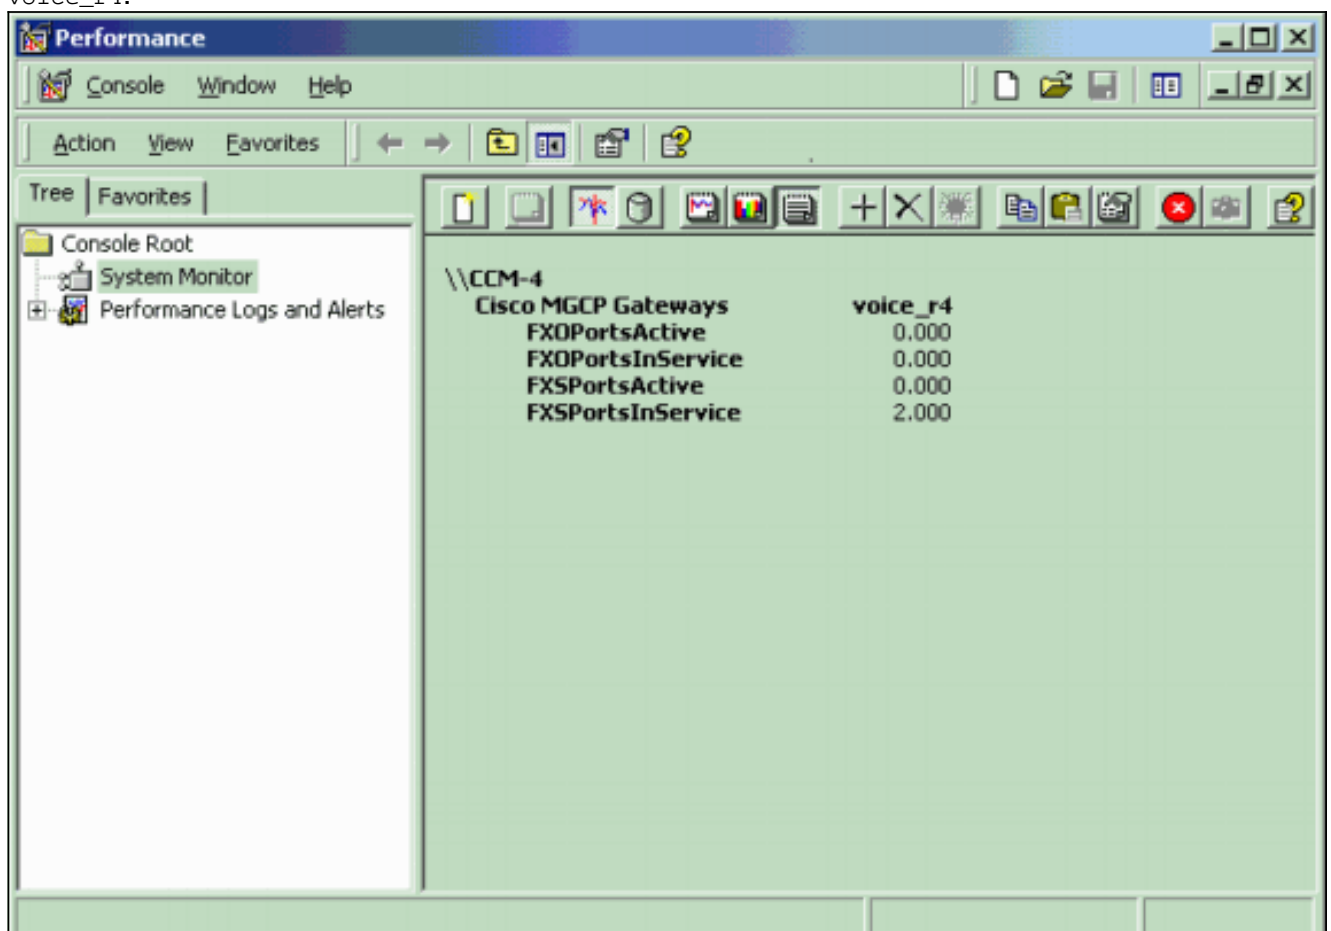 voice_r4.
Performance
Console Window Help
Action View Favorites
Tree Favorites
Console Root
System Monitor
Performance Logs and Alerts
\\CCM-4
Cisco MGCP Gateways voice_r4
FXOPortsActive 0.000
FXOPortsInService 0.000
FXSPortsActive 0.000
FXSPortsInService 2.000